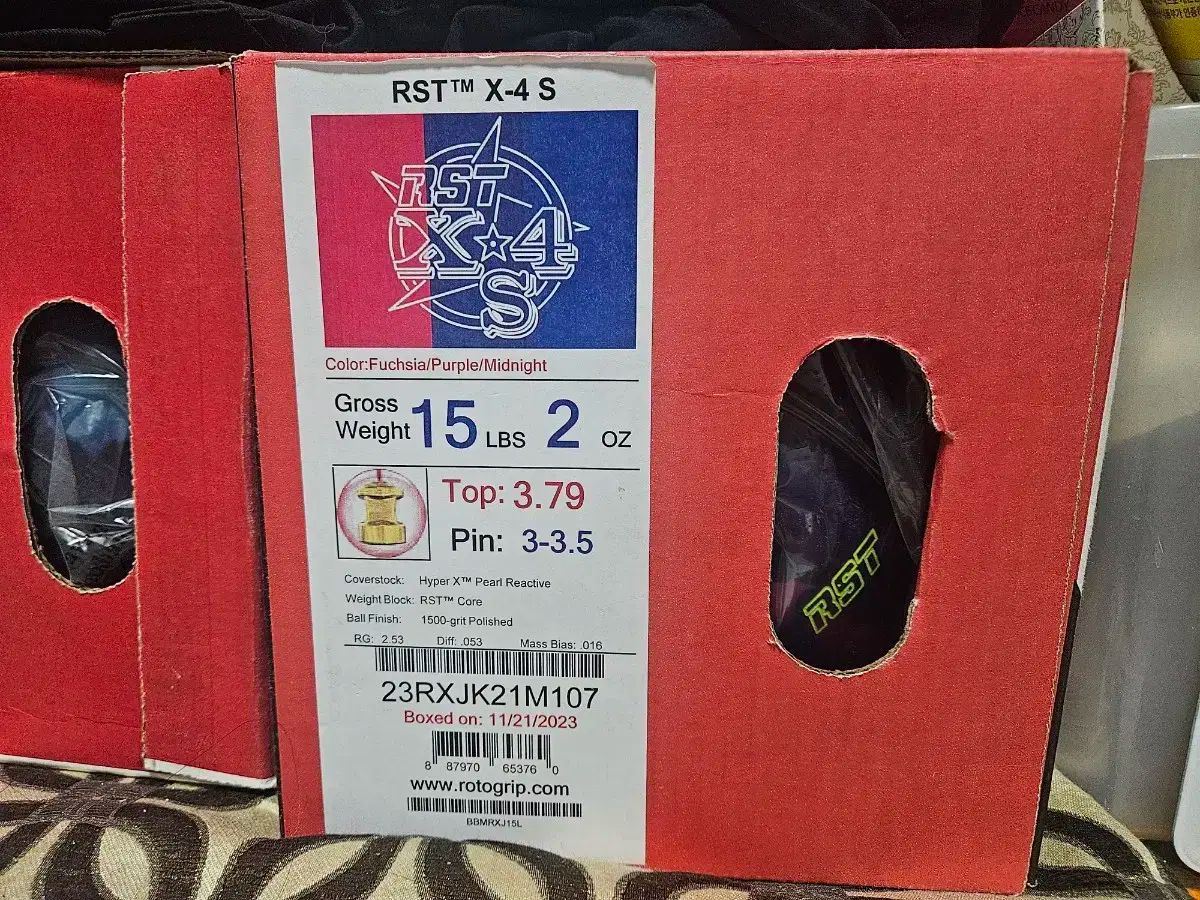 RST™ X-4 S
RST
X★4
S
Color:Fuchsia/Purple/Midnight
Gross Weight 15 LBS 2 OZ
Top: 3.79
Pin: 3-3.5
Coverstock: Hyper X™ Pearl Reactive
Weight Block: RST™ Core
Ball Finish: 1500-grit Polished
RG: 2.53 Diff: .053 Mass Bias: .016
23RXJK21M107
Boxed on: 11/21/2023
8 87970 65376 0
www.rotogrip.com
BBMRXJ15L
RST